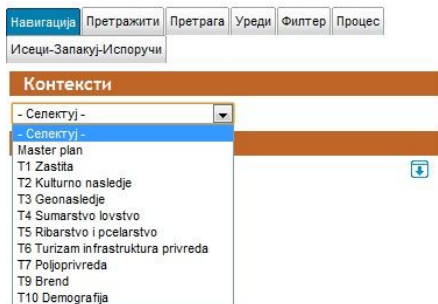 Навигација Претражити Претрага Уреди Филтер Процес
Исеци-Запакуј-Испоручи
Контексти
- Селектуј -
- Селектуј -
Master plan
T1 Zastita
T2 Kulturno nasledje
T3 Geonasledje
T4 Sumarstvo lovstvo
T5 Ribarstvo i pcelarstvo
T6 Turizam infrastruktura privreda
T7 Poljoprivreda
T9 Brend
T10 Demografija